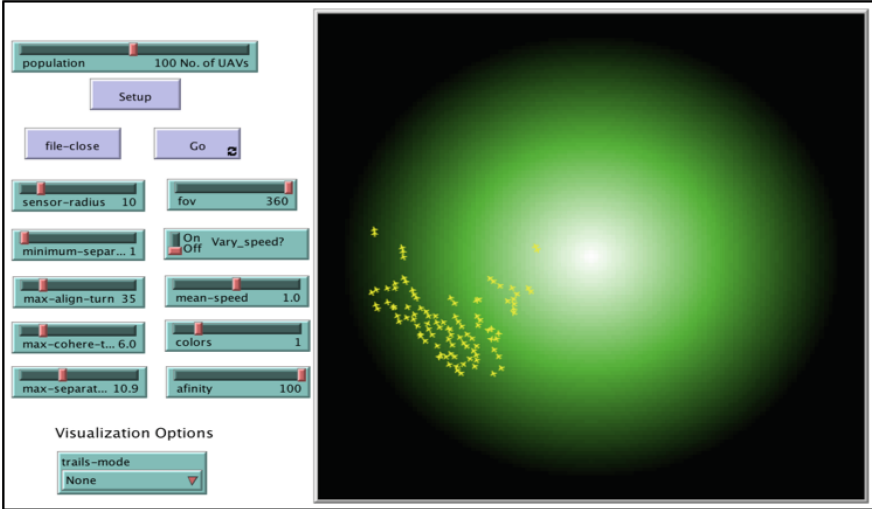 population 100 No. of UAVs
Setup
file-close
Go
sensor-radius 10
fov 360
minimum-separ... 1
On
Off
Vary_speed?
max-align-turn 35
mean-speed 1.0
max-cohere-t... 6.0
colors 1
max-separat... 10.9
afinity 100
Visualization Options
trails-mode
None